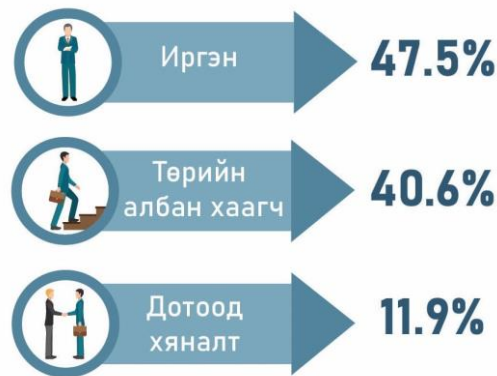 Иргэн
47.5%
Төрийн
албан хаагч
40.6%
Дотоод
хяналт
11.9%